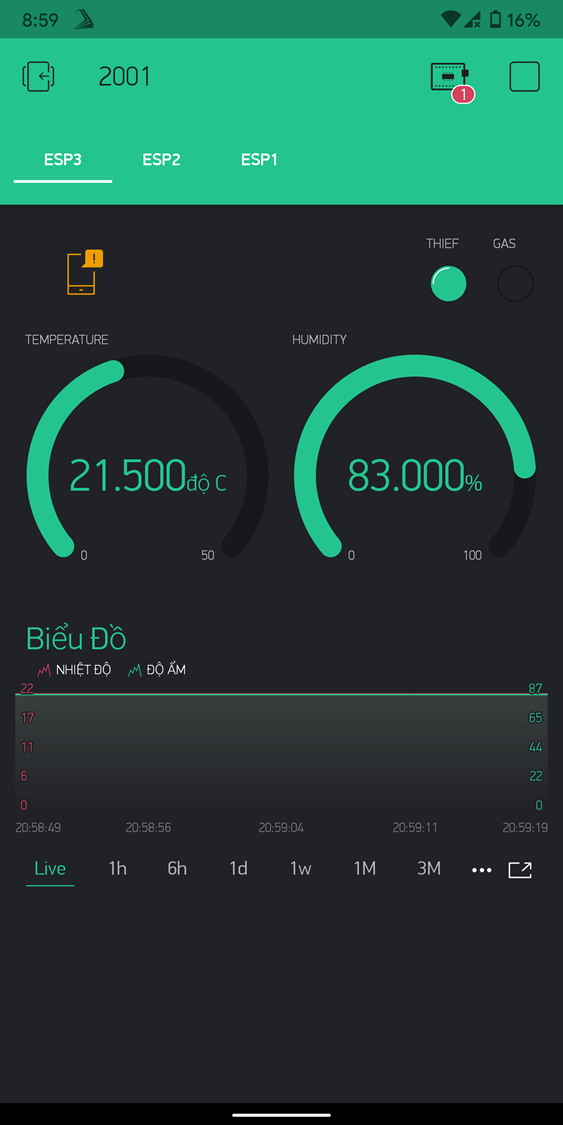 8:59 16%
2001
1
ESP3 ESP2 ESP1
!
THIEF GAS
TEMPERATURE HUMIDITY
21.500độ C 83.000%
0 50 0 100
Biểu Đồ
NHIỆT ĐỘ ĐỘ ẨM
22 87
17 65
11 44
6 22
0 0
20:58:49 20:58:56 20:59:04 20:59:11 20:59:19
Live 1h 6h 1d 1w 1M 3M